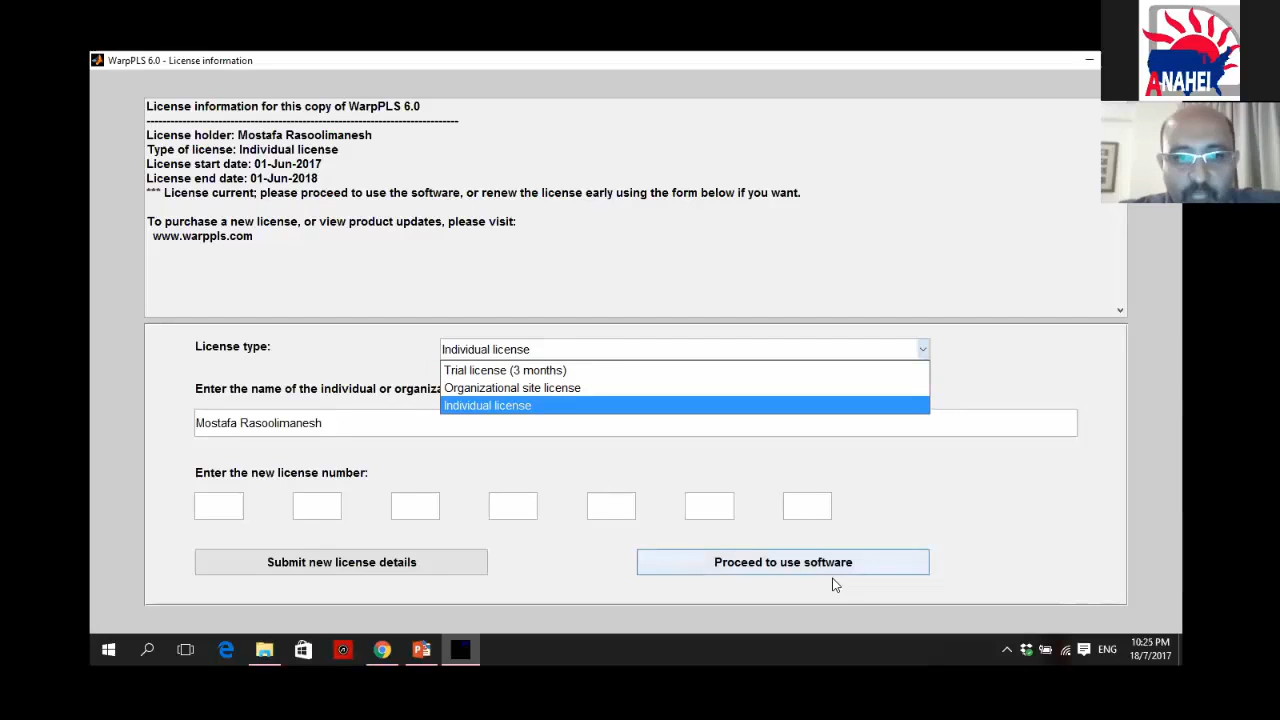 WarpPLS 6.0 - License information
ANAHEI
License information for this copy of WarpPLS 6.0
--------------------------------------------------------------------------------
License holder: Mostafa Rasoolimanesh
Type of license: Individual license
License start date: 01-Jun-2017
License end date: 01-Jun-2018
*** License current; please proceed to use the software, or renew the license early using the form below if you want.
To purchase a new license, or view product updates, please visit:
www.warppls.com
License type:
Individual license
Trial license (3 months)
Organizational site license
Individual license
Enter the name of the individual or organiza
Mostafa Rasoolimanesh
Enter the new license number:
Submit new license details
Proceed to use software
ENG
10:25 PM
18/7/2017